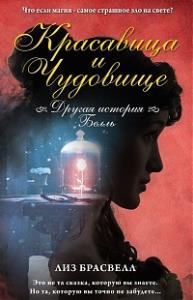 Что если магия - самое страшное зло на свете?
Красавица
и
Чудовище
Другая история
Белль
ЛИЗ БРАСВЕЛЛ
Это не та сказка, которую вы знаете.
Но та, которую вы точно не забудете...